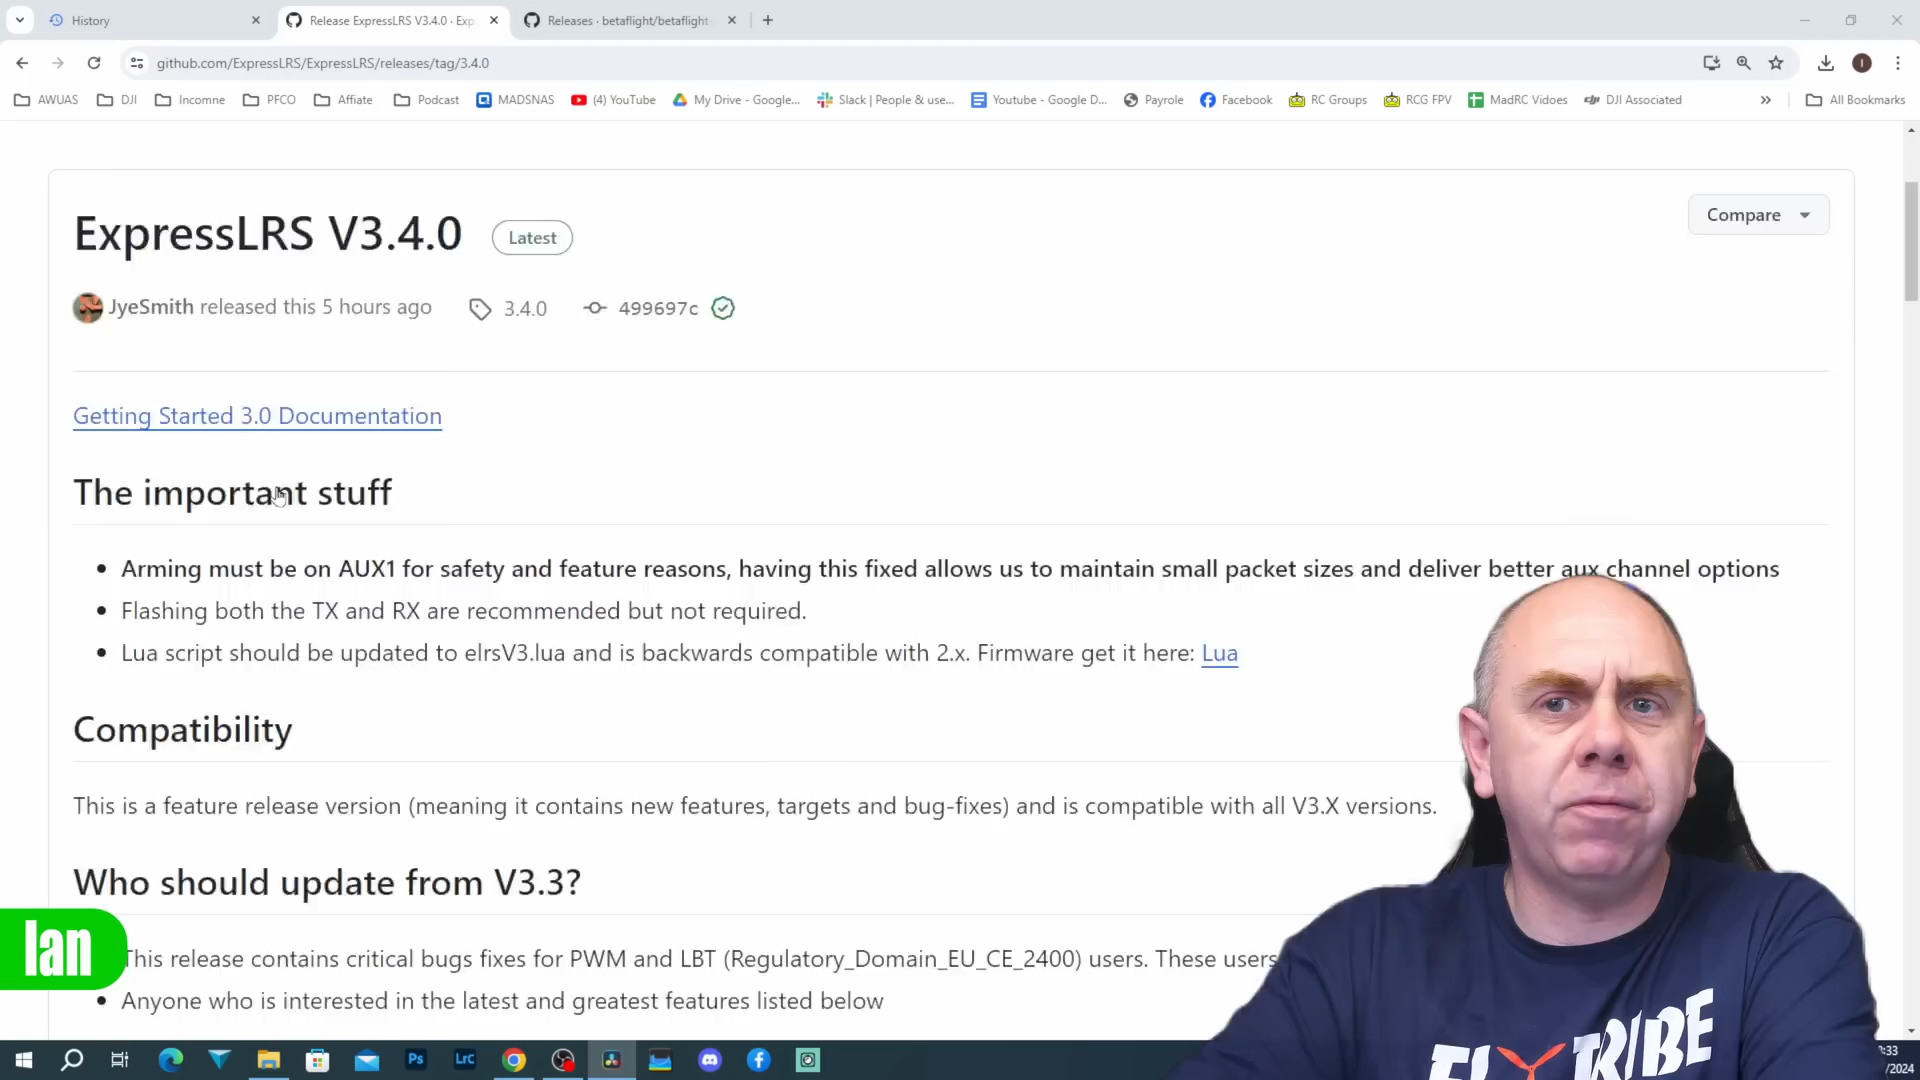 History
Release ExpressLRS V3.4.0 · Exp
Releases · betaflight/betaflight-
github.com/ExpressLRS/ExpressLRS/releases/tag/3.4.0
AWUAS
DJI
Incomne
PFCO
Affiate
Podcast
MADSNAS
(4) YouTube
My Drive - Google...
Slack | People & use...
Youtube - Google D...
Payrole
Facebook
RC Groups
RCG FPV
MadRC Vidoes
DJI Associated
All Bookmarks
ExpressLRS V3.4.0 Latest
Compare
JyeSmith released this 5 hours ago 3.4.0 499697c
Getting Started 3.0 Documentation
The important stuff
• Arming must be on AUX1 for safety and feature reasons, having this fixed allows us to maintain small packet sizes and deliver better aux channel options
• Flashing both the TX and RX are recommended but not required.
• Lua script should be updated to elrsV3.lua and is backwards compatible with 2.x. Firmware get it here: Lua
Compatibility
This is a feature release version (meaning it contains new features, targets and bug-fixes) and is compatible with all V3.X versions.
Who should update from V3.3?
This release contains critical bugs fixes for PWM and LBT (Regulatory_Domain_EU_CE_2400) users. These users
• Anyone who is interested in the latest and greatest features listed below
Ian
Ps
LrC
:33
/2024